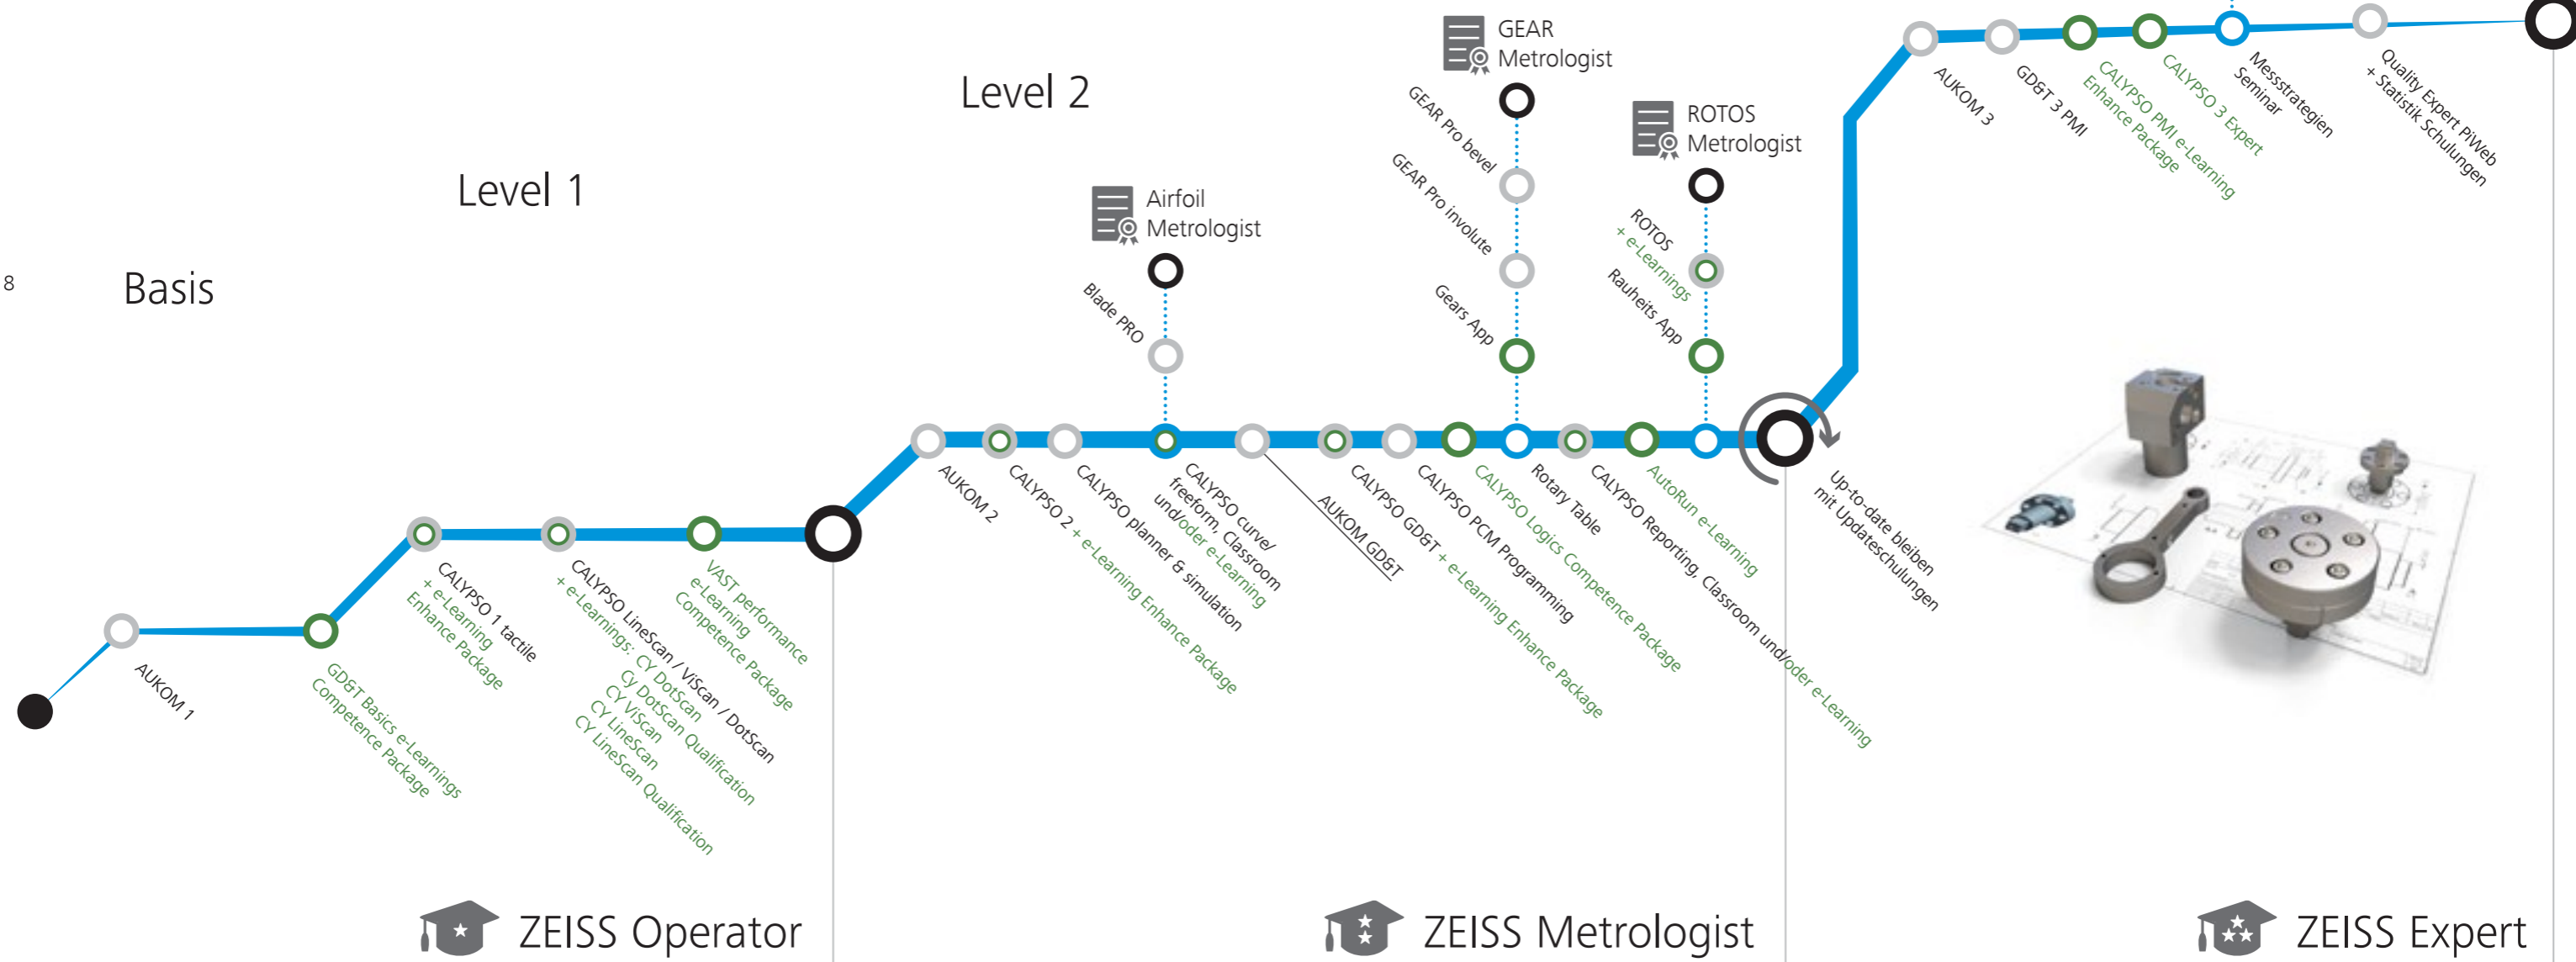 8
Basis
Level 1
Level 2
AUKOM 1
GD&T Basics e-Learnings
Competence Package
CALYPSO 1 tactile
+ e-Learning
Enhance Package
CALYPSO LineScan / ViScan / DotScan
+ e-Learnings: CY DotScan
Cy DotScan Qualification
CY ViScan
CY LineScan
CY LineScan Qualification
VAST performance
e-Learning
Competence Package
AUKOM 2
CALYPSO 2 + e-Learning Enhance Package
CALYPSO planner & simulation
Airfoil
Metrologist
Blade PRO
CALYPSO curve/
freeform, Classroom
und/oder e-Learning
AUKOM GD&T
CALYPSO GD&T + e-Learning Enhance Package
CALYPSO PCM Programming
CALYPSO Logics Competence Package
GEAR
Metrologist
GEAR Pro bevel
GEAR Pro involute
Gears App
Rotary Table
CALYPSO Reporting, Classroom und/oder e-Learning
AutoRun e-Learning
ROTOS
Metrologist
ROTOS
+ e-Learnings
Rauheits App
Up-to-date bleiben
mit Updateschulungen
AUKOM 3
GD&T 3 PMI
CALYPSO PMI e-Learning
Enhance Package
CALYPSO 3 Expert
Messstrategien
Seminar
Quality Expert PiWeb
+ Statistik Schulungen
ZEISS Operator
ZEISS Metrologist
ZEISS Expert